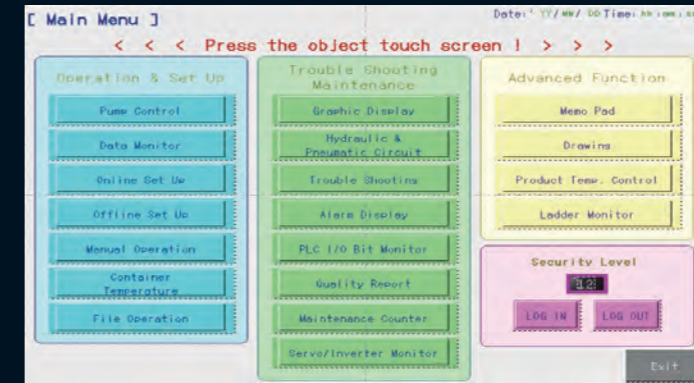 [ Main Menu ]
Date: ' YY/ MM/ DD Time:
< < < Press the object touch screen ! > > >
Operation & Set Up
Pump Control
Data Monitor
Online Set Up
Offline Set Up
Manual Operation
Container
Temperature
File Operation
Trouble Shooting
Maintenance
Graphic Display
Hydraulic &
Pneumatic Circuit
Trouble Shooting
Alarm Display
PLC I/O Bit Monitor
Quality Report
Maintenance Counter
Servo/Inverter Monitor
Advanced Function
Memo Pad
Drawing
Product Temp. Control
Ladder Monitor
Security Level
LOG IN
LOG OUT
Exit